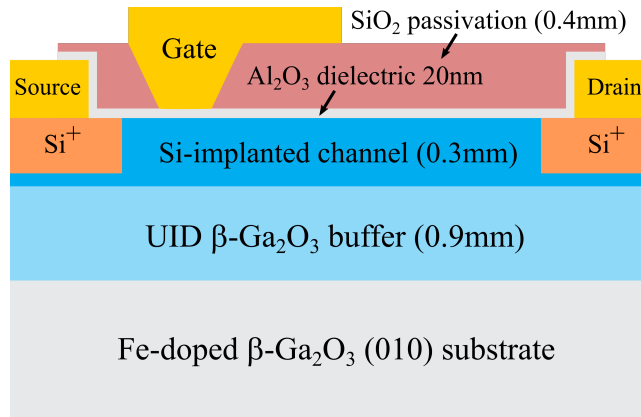 SiO₂ passivation (0.4mm)
Gate
Al₂O₃ dielectric 20nm
Source
Drain
Si⁺
Si-implanted channel (0.3mm)
Si⁺
UID β-Ga₂O₃ buffer (0.9mm)
Fe-doped β-Ga₂O₃ (010) substrate